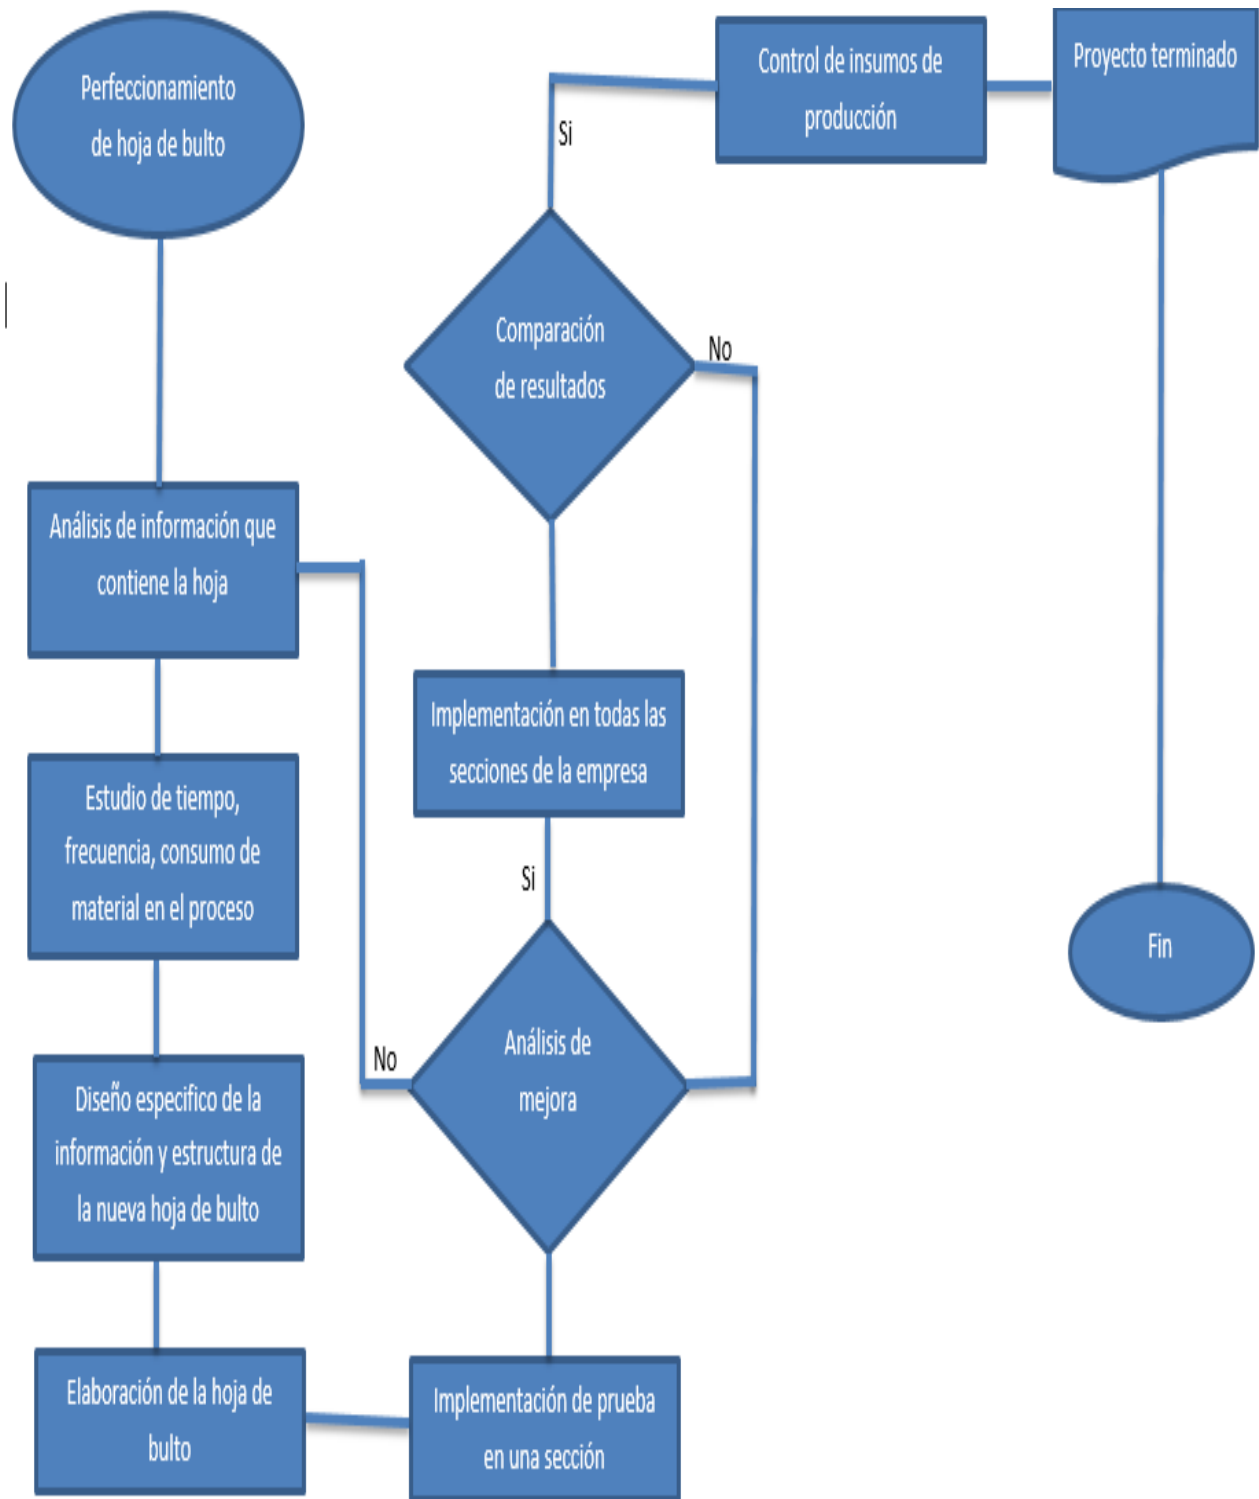 Perfeccionamiento
de hoja de bulto
Análisis de información que
contiene la hoja
Estudio de tiempo,
frecuencia, consumo de
material en el proceso
Diseño especifico de la
información y estructura de
la nueva hoja de bulto
Elaboración de la hoja de
bulto
Implementación de prueba
en una sección
Análisis de
mejora
No
Si
Implementación en todas las
secciones de la empresa
Comparación
de resultados
No
Si
Control de insumos de
producción
Proyecto terminado
Fin